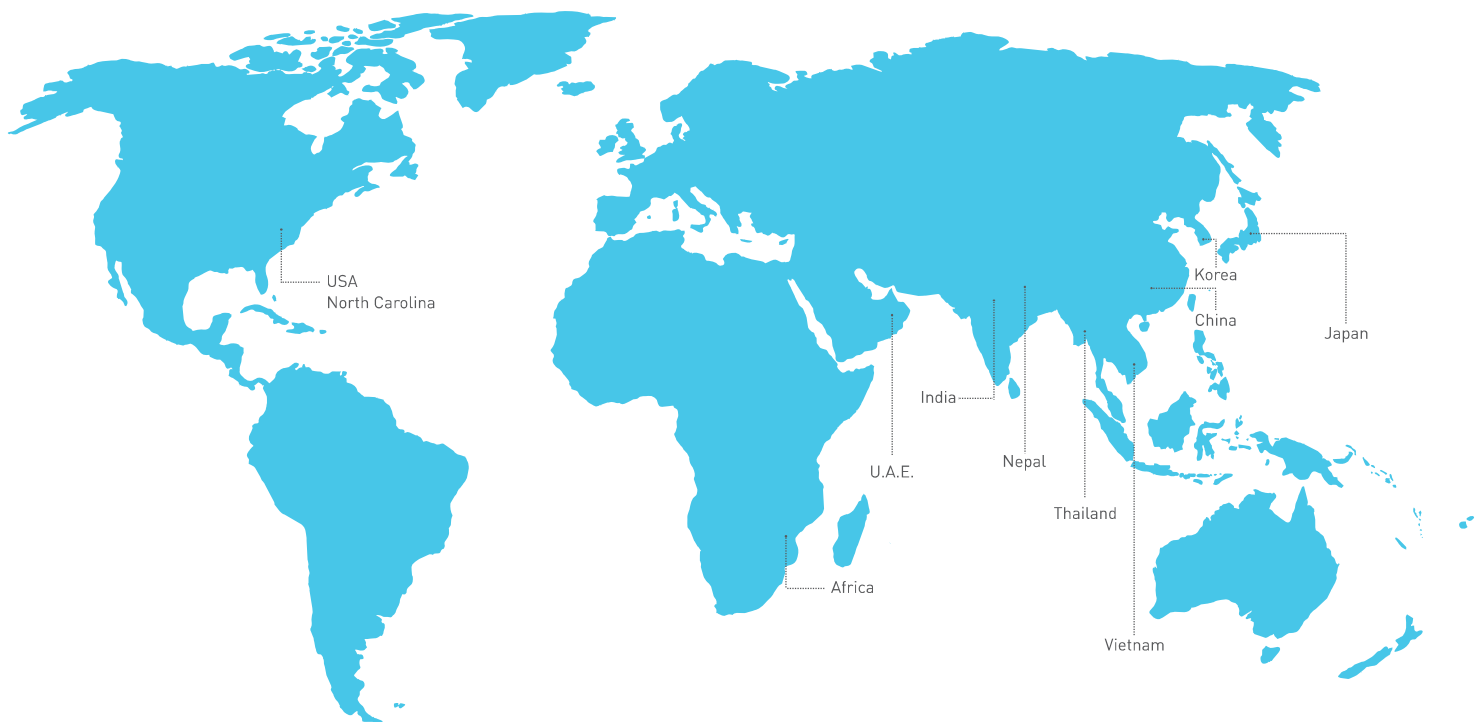 USA
North Carolina
Korea
China
Japan
India
Nepal
U.A.E.
Thailand
Africa
Vietnam